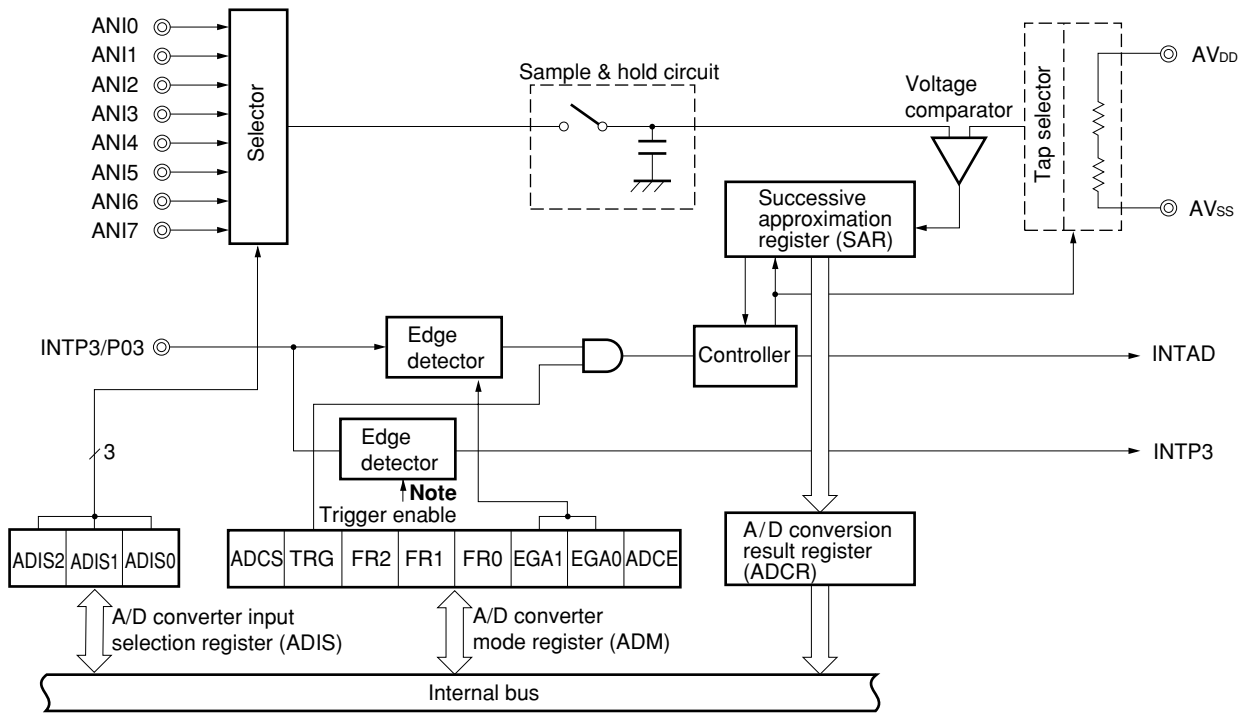 ANI0
ANI1
ANI2
ANI3
ANI4
ANI5
ANI6
ANI7
Selector
Sample & hold circuit
Voltage
comparator
Tap selector
AVDD
AVSS
Successive
approximation
register (SAR)
INTP3/P03
Edge
detector
Controller
INTAD
3
Edge
detector
INTP3
Note
Trigger enable
ADIS2 ADIS1 ADIS0
ADCS TRG FR2 FR1 FR0 EGA1 EGA0 ADCE
A/D conversion
result register
(ADCR)
A/D converter input
selection register (ADIS)
A/D converter
mode register (ADM)
Internal bus